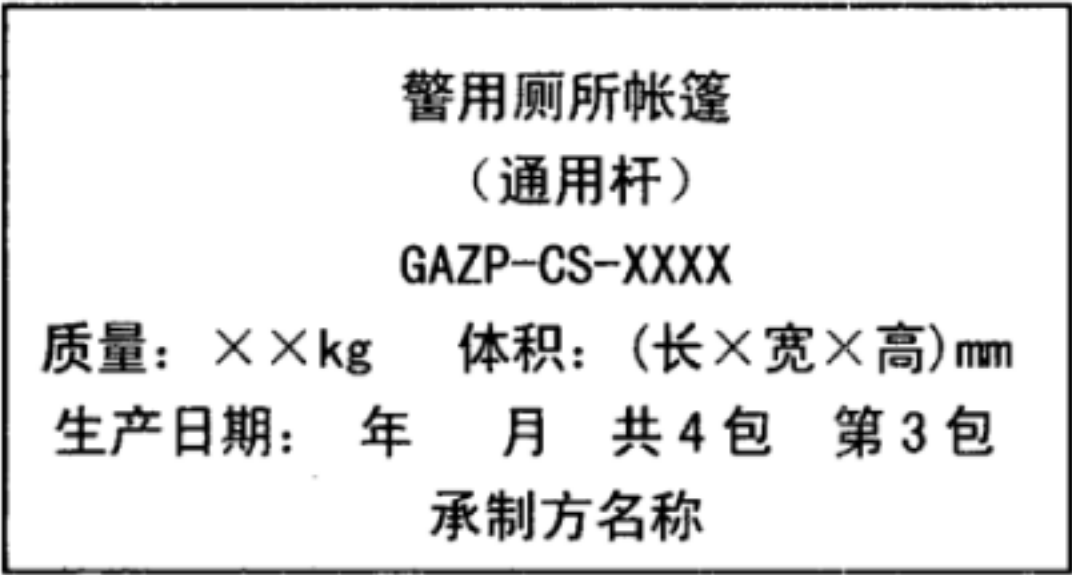 警用厕所帐篷
（通用杆）
GAZP-CS-XXXX
质量：××kg 体积：(长×宽×高)mm
生产日期： 年 月 共4包 第3包
承制方名称